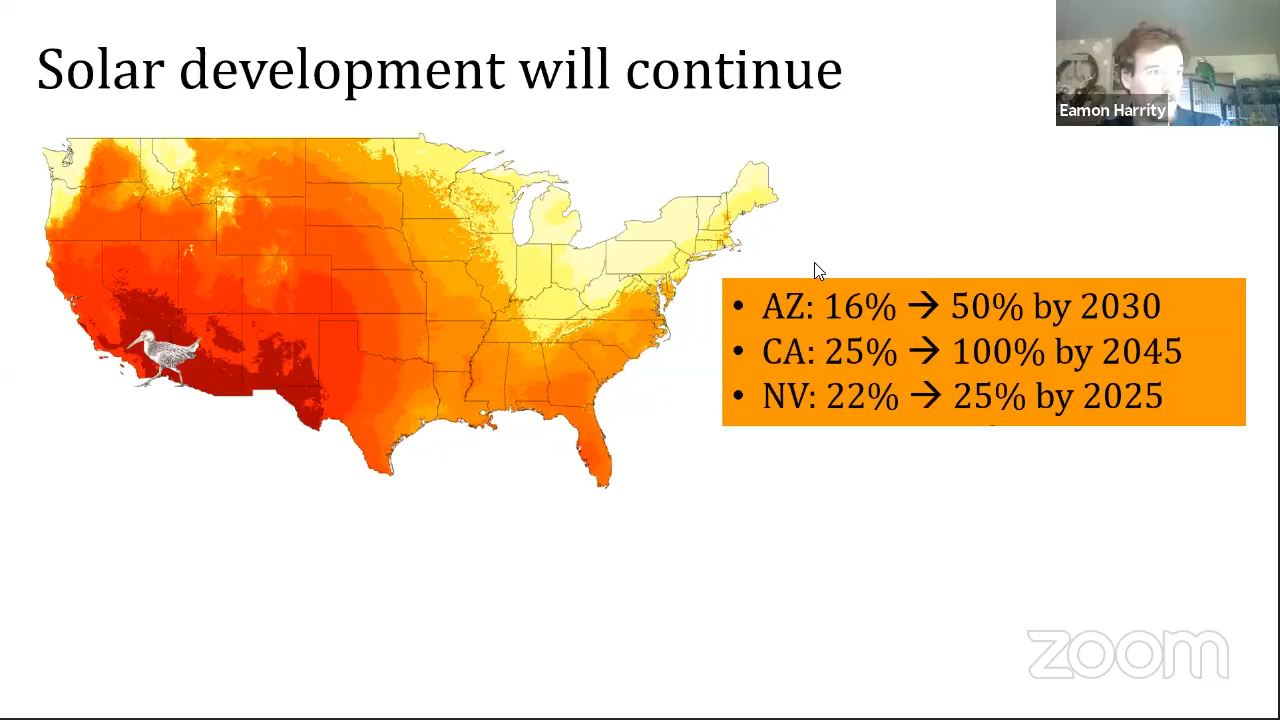 Solar development will continue
Eamon Harrity
• AZ: 16% → 50% by 2030
• CA: 25% → 100% by 2045
• NV: 22% → 25% by 2025
zoom